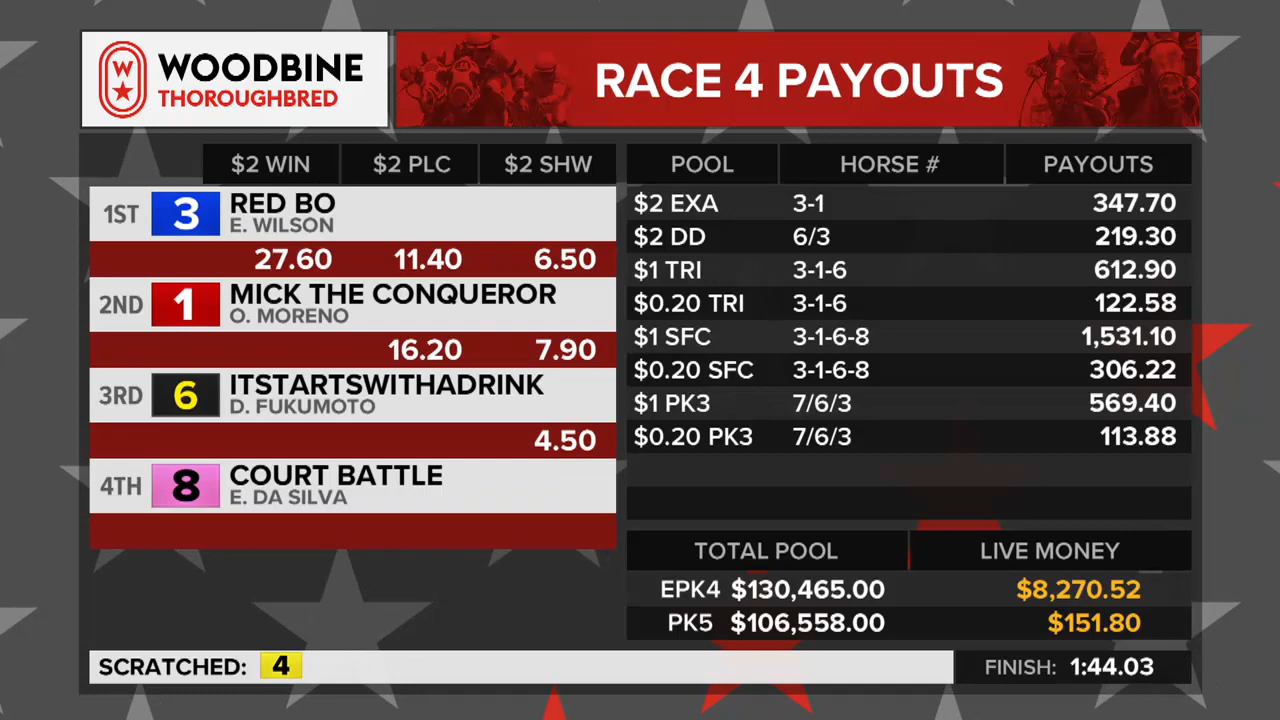 W
WOODBINE
THOROUGHBRED
RACE 4 PAYOUTS
$2 WIN $2 PLC $2 SHW
1ST 3 RED BO
E. WILSON
27.60 11.40 6.50
2ND 1 MICK THE CONQUEROR
O. MORENO
16.20 7.90
3RD 6 ITSTARTSWITHADRINK
D. FUKUMOTO
4.50
4TH 8 COURT BATTLE
E. DA SILVA
POOL HORSE # PAYOUTS
$2 EXA 3-1 347.70
$2 DD 6/3 219.30
$1 TRI 3-1-6 612.90
$0.20 TRI 3-1-6 122.58
$1 SFC 3-1-6-8 1,531.10
$0.20 SFC 3-1-6-8 306.22
$1 PK3 7/6/3 569.40
$0.20 PK3 7/6/3 113.88
TOTAL POOL LIVE MONEY
EPK4 $130,465.00 $8,270.52
PK5 $106,558.00 $151.80
SCRATCHED: 4
FINISH: 1:44.03